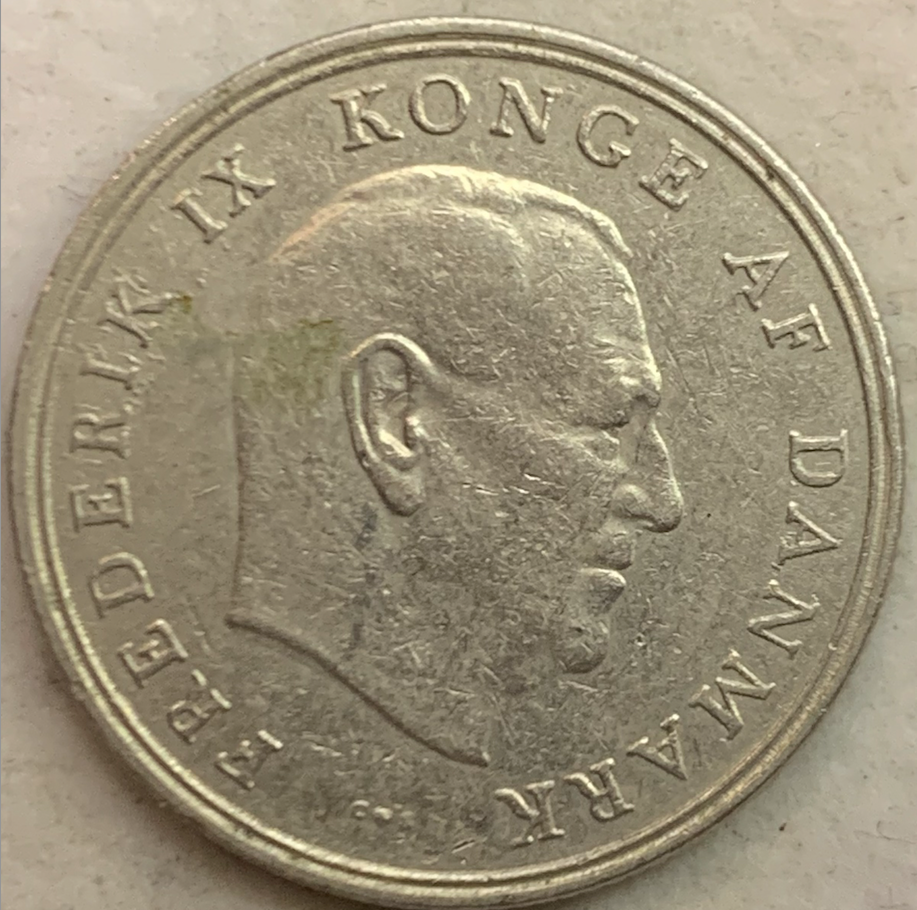 FREDERIK IX KONGE AF DANMARK